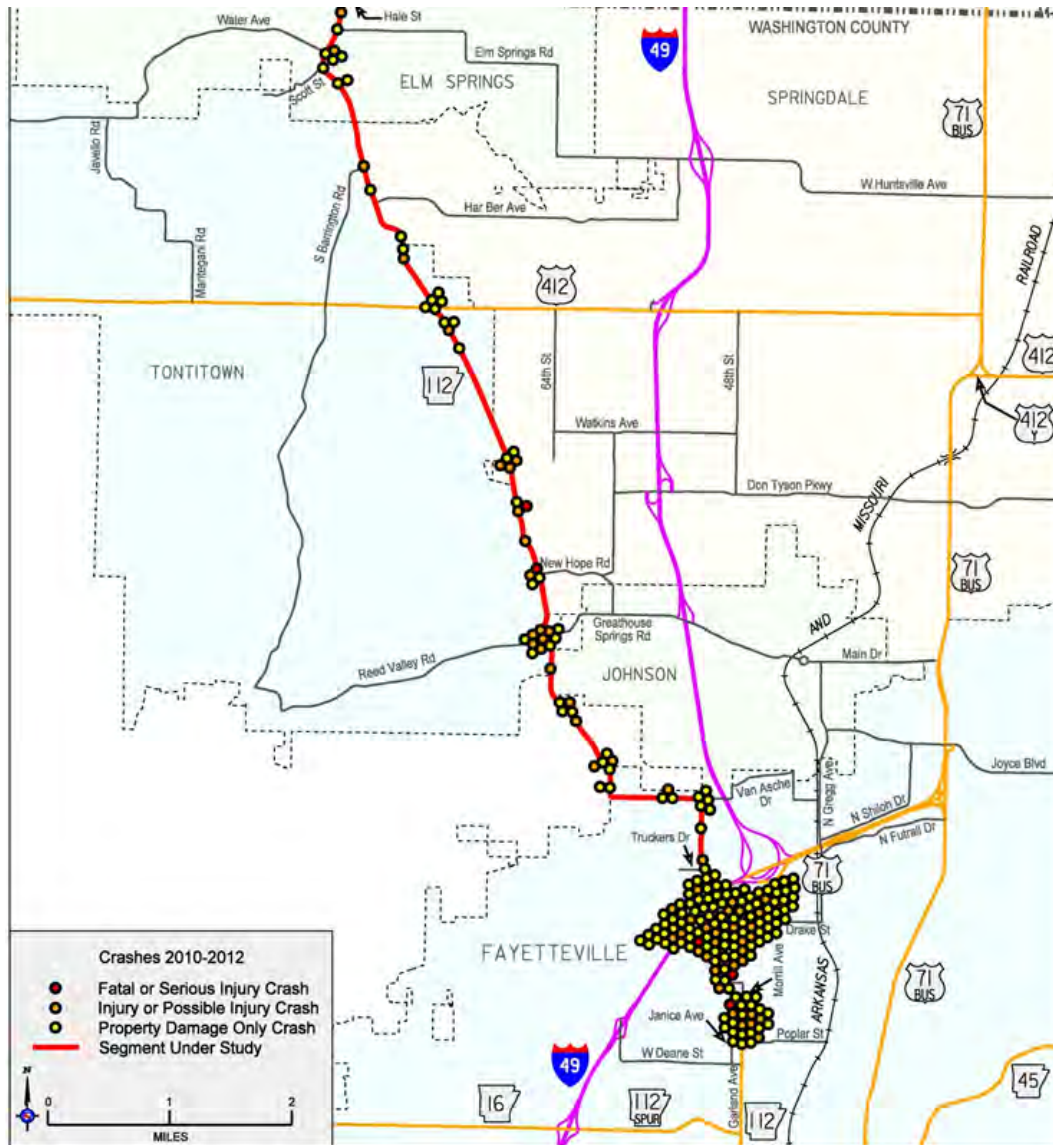 Hale St
Water Ave
Elm Springs Rd
49
WASHINGTON COUNTY
ELM SPRINGS
SPRINGDALE
Scott St
71
BUS
Javello Rd
W Huntsville Ave
Har Ber Ave
S Barrington Rd
Mantegani Rd
RAILROAD
412
TONTITOWN
112
64th St
48th St
412
412
Y
Watkins Ave
Don Tyson Pkwy
MISSOURI
New Hope Rd
71
BUS
Greathouse
Springs Rd
AND
Main Dr
Reed Valley Rd
JOHNSON
Joyce Blvd
Van Asche
Dr
N Gregg Ave
N Shilon Dr
N Futrall Dr
Truckers Dr
71
BUS
Drake St
FAYETTEVILLE
Morrill Ave
ARKANSAS
71
BUS
Janice Ave
Popler St
W Deane St
49
Garland Ave
45
16
112
SPUR
112
Crashes 2010-2012
Fatal or Serious Injury Crash
Injury or Possible Injury Crash
Property Damage Only Crash
Segment Under Study
N
0 1 2
MILES